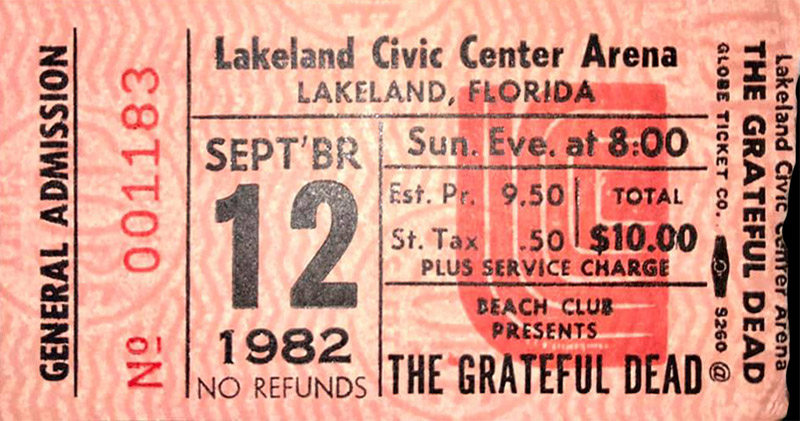 GENERAL ADMISSION
Nº 001183
Lakeland Civic Center Arena
LAKELAND, FLORIDA
SEPT'BR
12
1982
NO REFUNDS
Sun. Eve. at 8:00
Est. Pr. 9.50 TOTAL
St. Tax .50 $10.00
PLUS SERVICE CHARGE
BEACH CLUB
PRESENTS
THE GRATEFUL DEAD
GLOBE TICKET CO. 9260 @
THE GRATEFUL DEAD
Lakeland Civic Center Arena